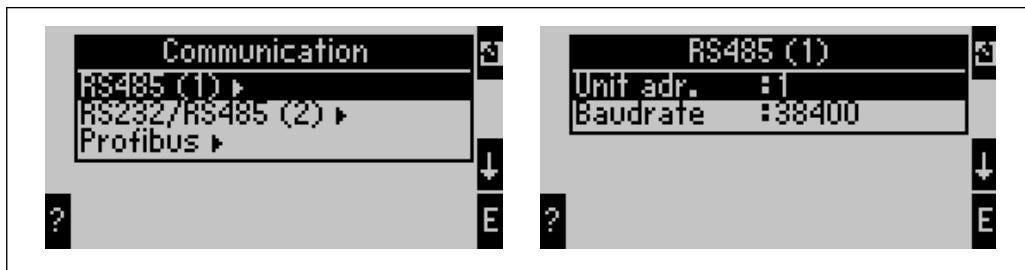 Communication
RS485 (1)
RS232/RS485 (2)
Profibus
?
E
RS485 (1)
Unit adr. :1
Baudrate :38400
?
E